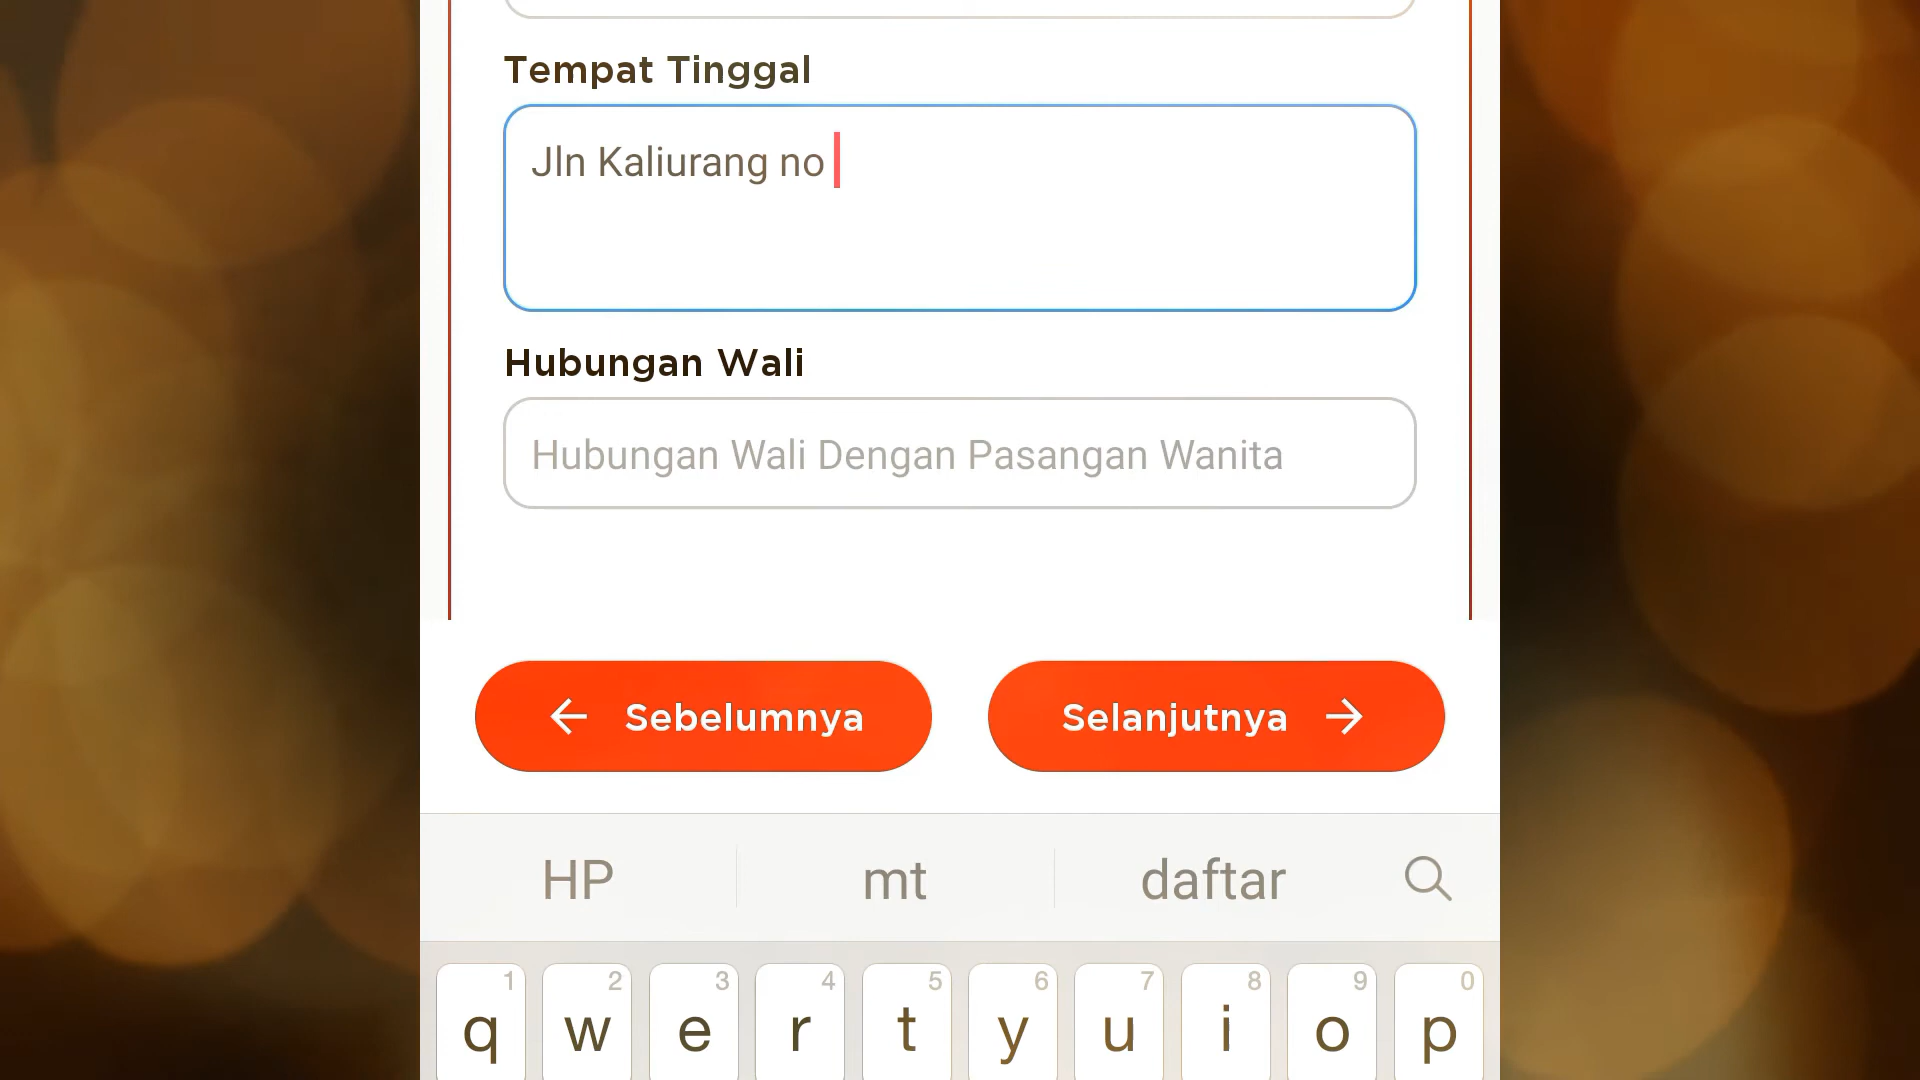 Tempat Tinggal
Jln Kaliurang no
Hubungan Wali
Hubungan Wali Dengan Pasangan Wanita
Sebelumnya Selanjutnya
HP mt daftar
1 2 3 4 5 6 7 8 9 0
q w e r t y u i o p